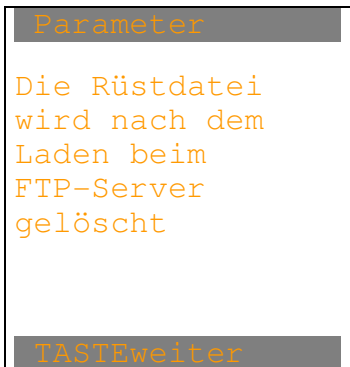 Parameter
Die Rüstdatei
wird nach dem
Laden beim
FTP-Server
gelöscht
TASTEweiter